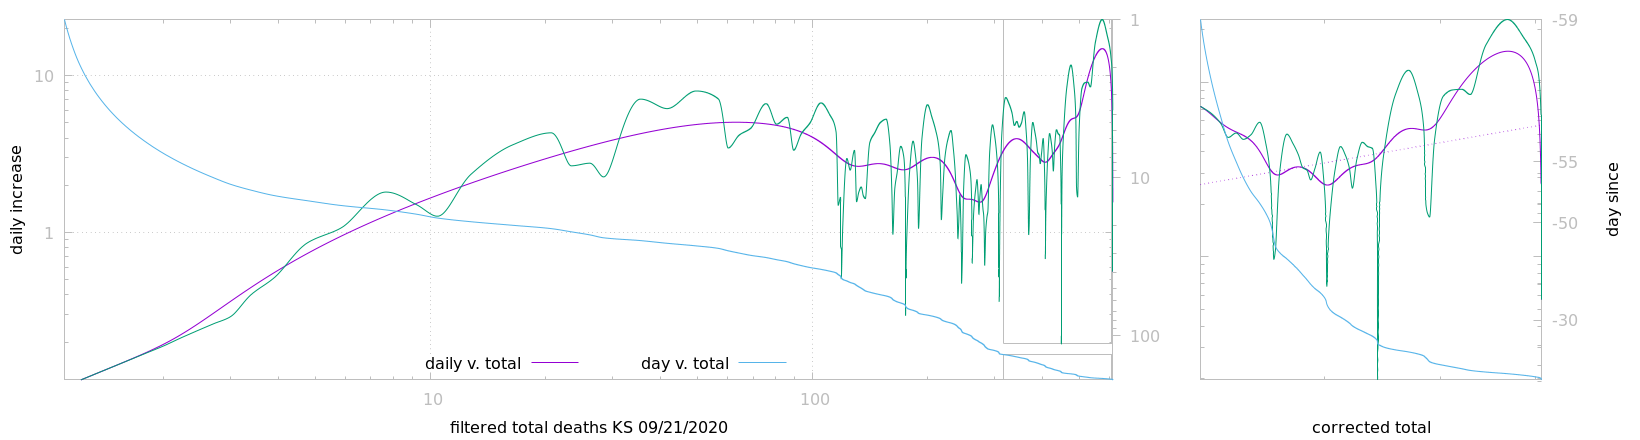 1
-59
10
daily increase
10
-55
1
-50
day since
100
-30
daily v. total
day v. total
10
100
filtered total deaths KS 09/21/2020
corrected total